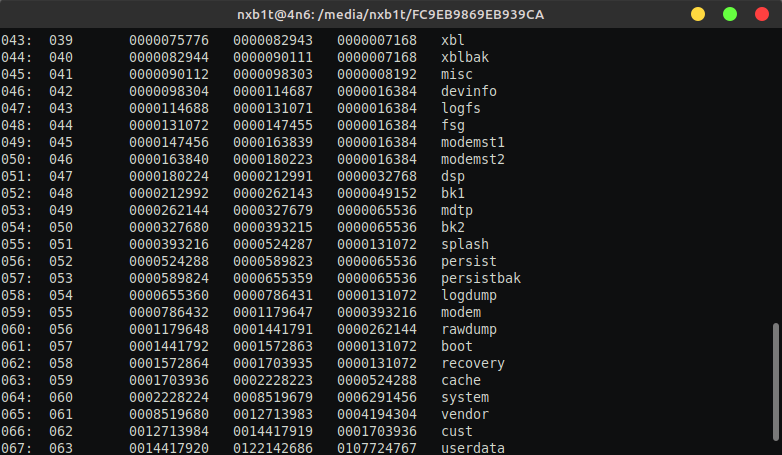 nxb1t@4n6: /media/nxb1t/FC9EB9869EB939CA
043:  039       0000075776   0000082943   0000007168   xbl
044:  040       0000082944   0000090111   0000007168   xblbak
045:  041       0000090112   0000098303   0000008192   misc
046:  042       0000098304   0000114687   0000016384   devinfo
047:  043       0000114688   0000131071   0000016384   logfs
048:  044       0000131072   0000147455   0000016384   fsg
049:  045       0000147456   0000163839   0000016384   modemst1
050:  046       0000163840   0000180223   0000016384   modemst2
051:  047       0000180224   0000212991   0000032768   dsp
052:  048       0000212992   0000262143   0000049152   bk1
053:  049       0000262144   0000327679   0000065536   mdtp
054:  050       0000327680   0000393215   0000065536   bk2
055:  051       0000393216   0000524287   0000131072   splash
056:  052       0000524288   0000589823   0000065536   persist
057:  053       0000589824   0000655359   0000065536   persistbak
058:  054       0000655360   0000786431   0000131072   logdump
059:  055       0000786432   0001179647   0000393216   modem
060:  056       0001179648   0001441791   0000262144   rawdump
061:  057       0001441792   0001572863   0000131072   boot
062:  058       0001572864   0001703935   0000131072   recovery
063:  059       0001703936   0002228223   0000524288   cache
064:  060       0002228224   0008519679   0006291456   system
065:  061       0008519680   0012713983   0004194304   vendor
066:  062       0012713984   0014417919   0001703936   cust
067:  063       0014417920   0122142686   0107724767   userdata